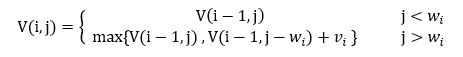 V(i,j) = { V(i − 1,j) j < wᵢ
max{V(i − 1,j) ,V(i − 1,j − wᵢ) + vᵢ } j > wᵢ